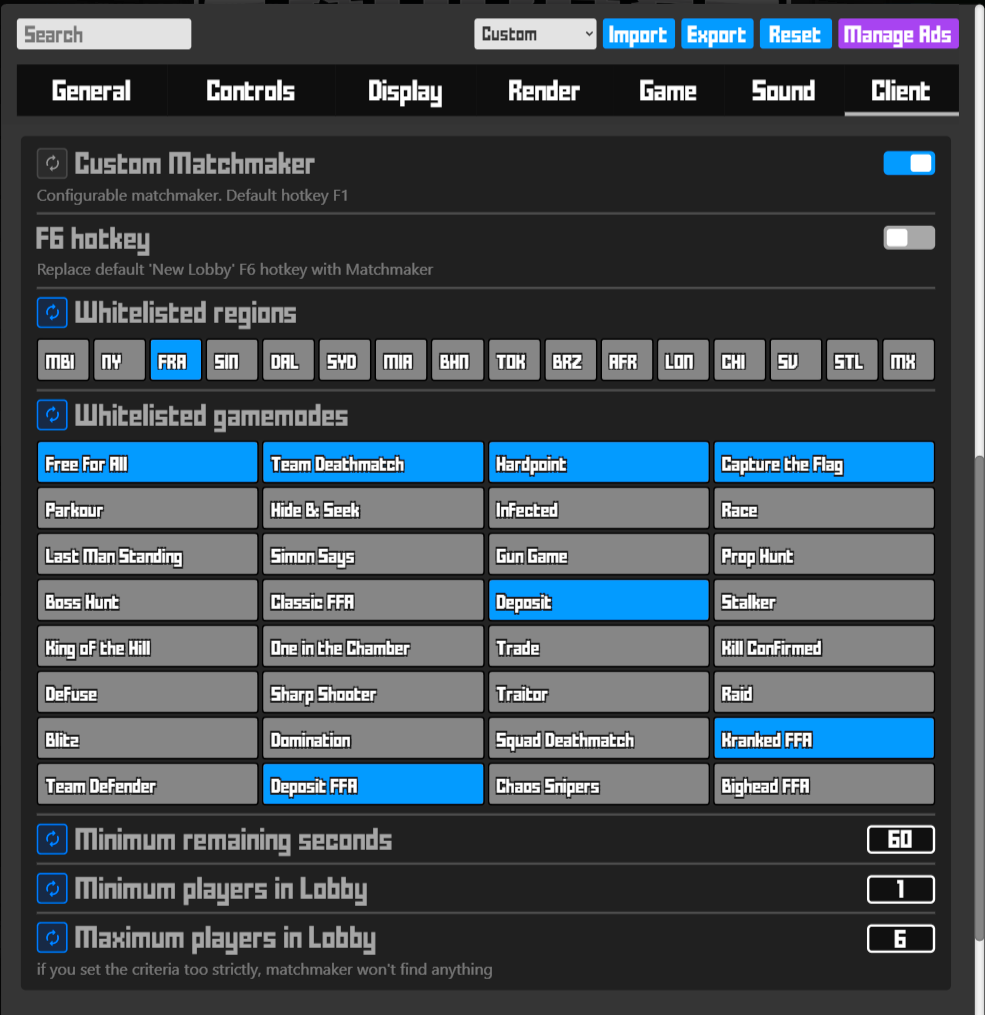 Search
Custom
Import
Export
Reset
Manage Ads
General Controls Display Render Game Sound Client
Custom Matchmaker
Configurable matchmaker. Default hotkey F1
F6 hotkey
Replace default 'New Lobby' F6 hotkey with Matchmaker
Whitelisted regions
MBI NY FRA SIN DAL SYD MIA BHN TOK BRZ AFR LON CHI SV STL MX
Whitelisted gamemodes
Free For All Team Deathmatch Hardpoint Capture the Flag
Parkour Hide & Seek Infected Race
Last Man Standing Simon Says Gun Game Prop Hunt
Boss Hunt Classic FFA Deposit Stalker
King of the Hill One in the Chamber Trade Kill Confirmed
Defuse Sharp Shooter Traitor Raid
Blitz Domination Squad Deathmatch Kranked FFA
Team Defender Deposit FFA Chaos Snipers Bighead FFA
Minimum remaining seconds 60
Minimum players in Lobby 1
Maximum players in Lobby 6
if you set the criteria too strictly, matchmaker won't find anything